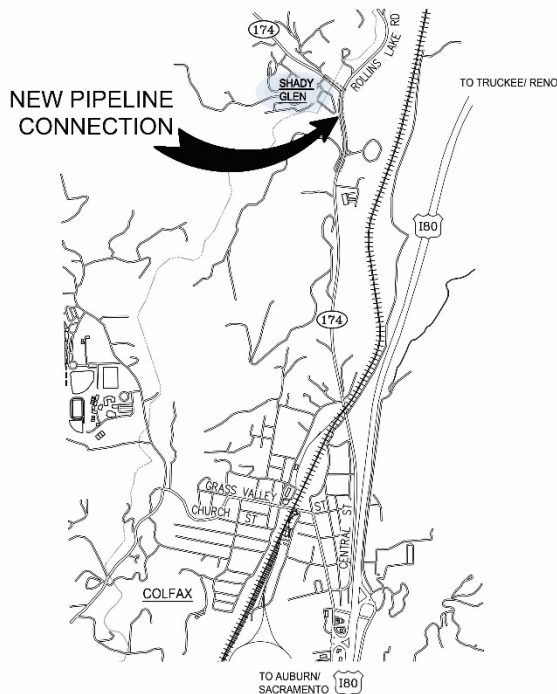 174
ROLLINS LAKE RD
SHADY
GLEN
TO TRUCKEE/ RENO
NEW PIPELINE
CONNECTION
I80
174
GRASS VALLEY ST
CHURCH ST
CENTRAL ST
COLFAX
TO AUBURN/
SACRAMENTO
I80